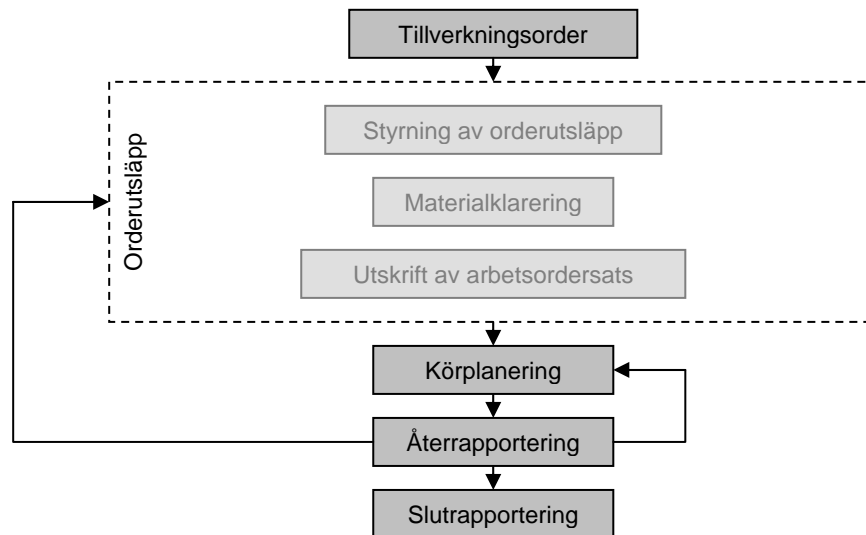 Tillverkningsorder
Orderutsläpp
Styrning av orderutsläpp
Materialklarering
Utskrift av arbetsordersats
Körplanering
Återrapportering
Slutrapportering